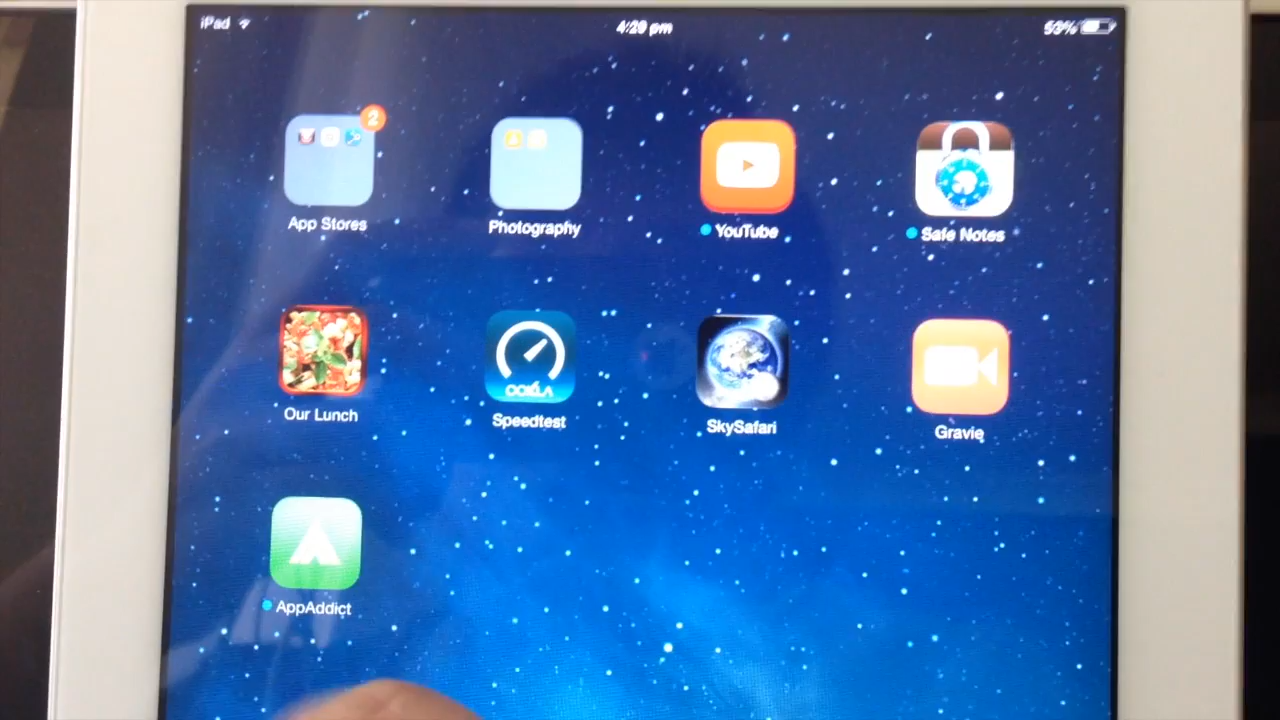 iPad 4:29 pm 53%
2
App Stores Photography YouTube Safe Notes
OOKLA
Our Lunch Speedtest SkySafari Gravie
AppAddict